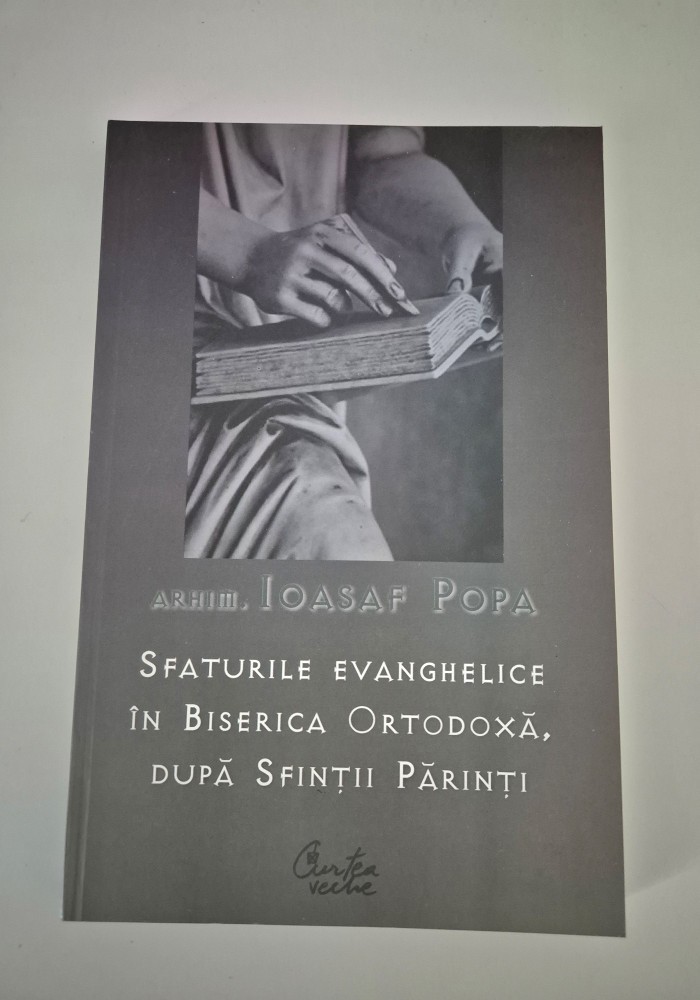 ARHIM. IOASAF POPA
SFATURILE EVANGHELICE
ÎN BISERICA ORTODOXĂ,
DUPĂ SFINȚII PĂRINȚI
Curtea
veche